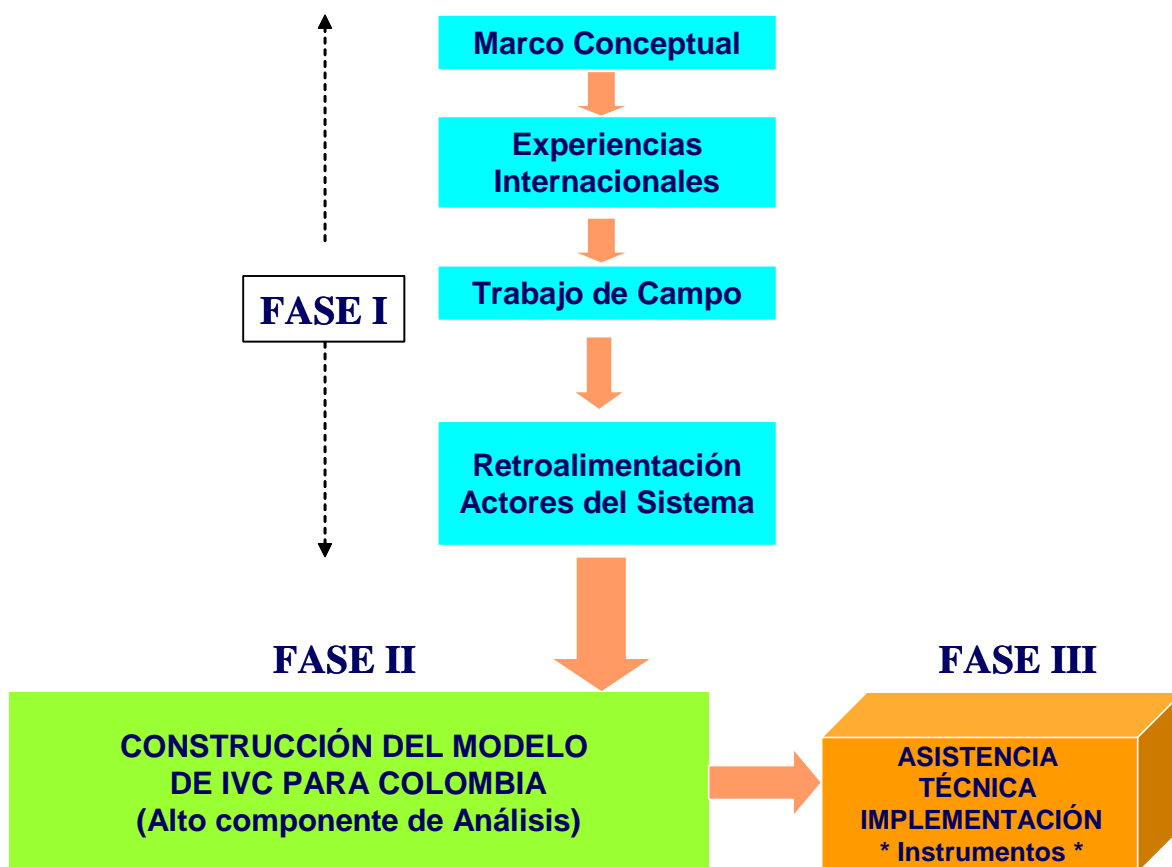 Marco Conceptual
Experiencias
Internacionales
Trabajo de Campo
FASE I
Retroalimentación
Actores del Sistema
FASE II
CONSTRUCCIÓN DEL MODELO
DE IVC PARA COLOMBIA
(Alto componente de Análisis)
FASE III
ASISTENCIA
TÉCNICA
IMPLEMENTACIÓN
* Instrumentos *